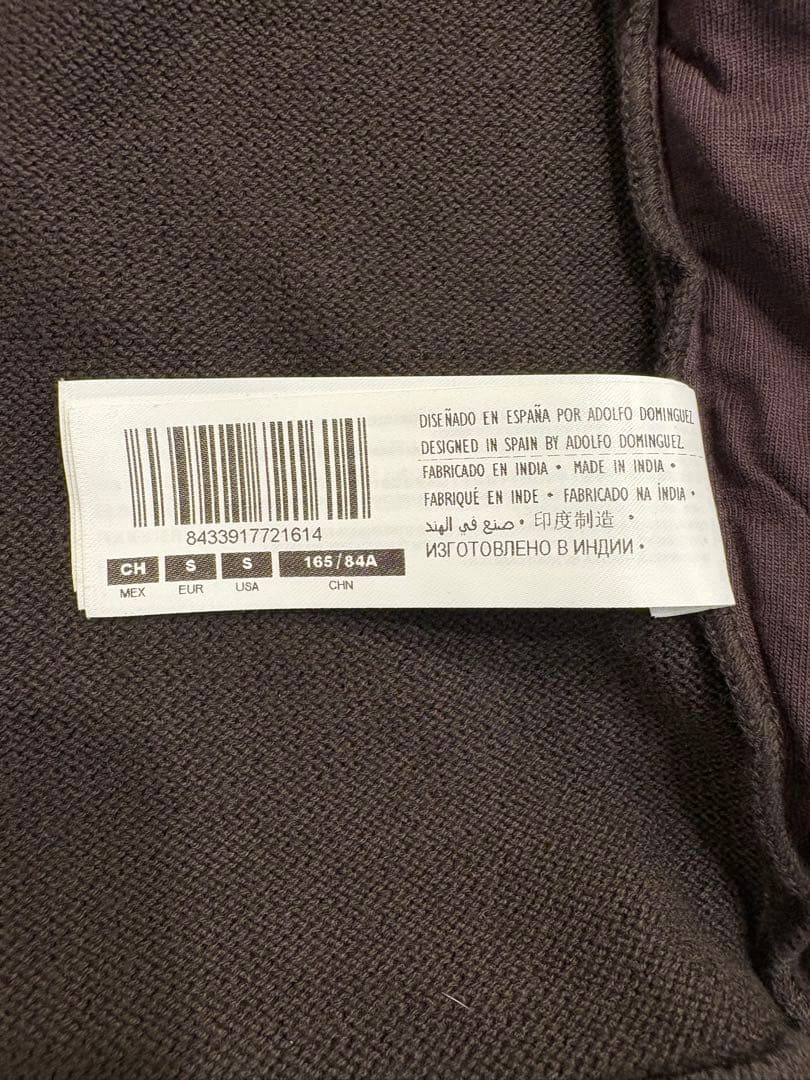 8433917721614
CH S S 165/84A
MEX EUR USA CHN
DISEÑADO EN ESPAÑA POR ADOLFO DOMINGUEZ
DESIGNED IN SPAIN BY ADOLFO DOMINGUEZ
FABRICADO EN INDIA • MADE IN INDIA •
FABRIQUÉ EN INDE • FABRICADO NA ÍNDIA •
صنع في الهند • 印度制造 •
ИЗГОТОВЛЕНО В ИНДИИ •